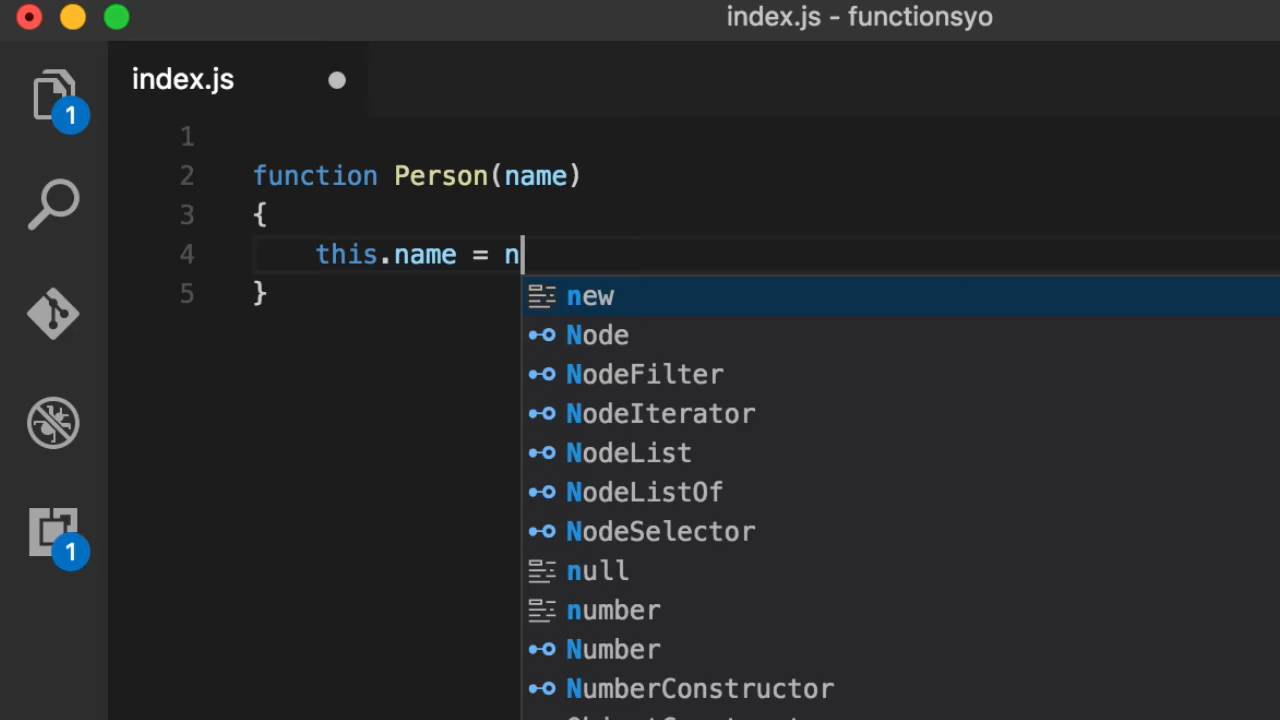 index.js - functionsyo
index.js
1
1
2 function Person(name)
3 {
4 this.name = n
5 }
new
Node
NodeFilter
NodeIterator
NodeList
NodeListOf
NodeSelector
null
number
Number
NumberConstructor
1